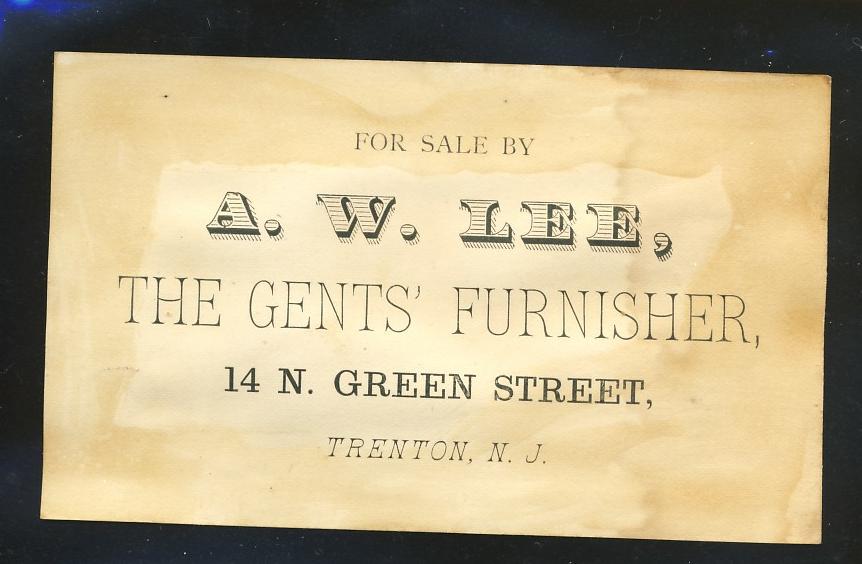 FOR SALE BY
A. W. LEE,
THE GENTS' FURNISHER,
14 N. GREEN STREET,
TRENTON, N. J.